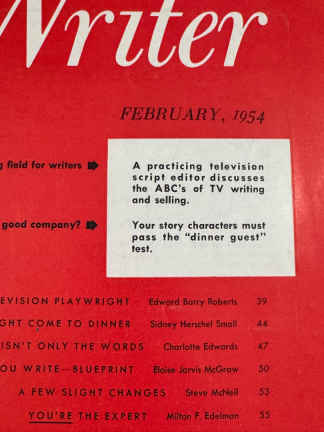 Writer
FEBRUARY, 1954
field for writers
A practicing television
script editor discusses
the ABC's of TV writing
and selling.
good company?
Your story characters must
pass the "dinner guest"
test.
PLAYWRIGHT Edward Barry Roberts 39
COME TO DINNER Sidney Herschel Small 44
ISN'T ONLY THE WORDS Charlotte Edwards 47
WRITE—BLUEPRINT Eloise Jarvis McGraw 50
A FEW SLIGHT CHANGES Steve McNeil 53
YOU'RE THE EXPERT Milton F. Edelman 55